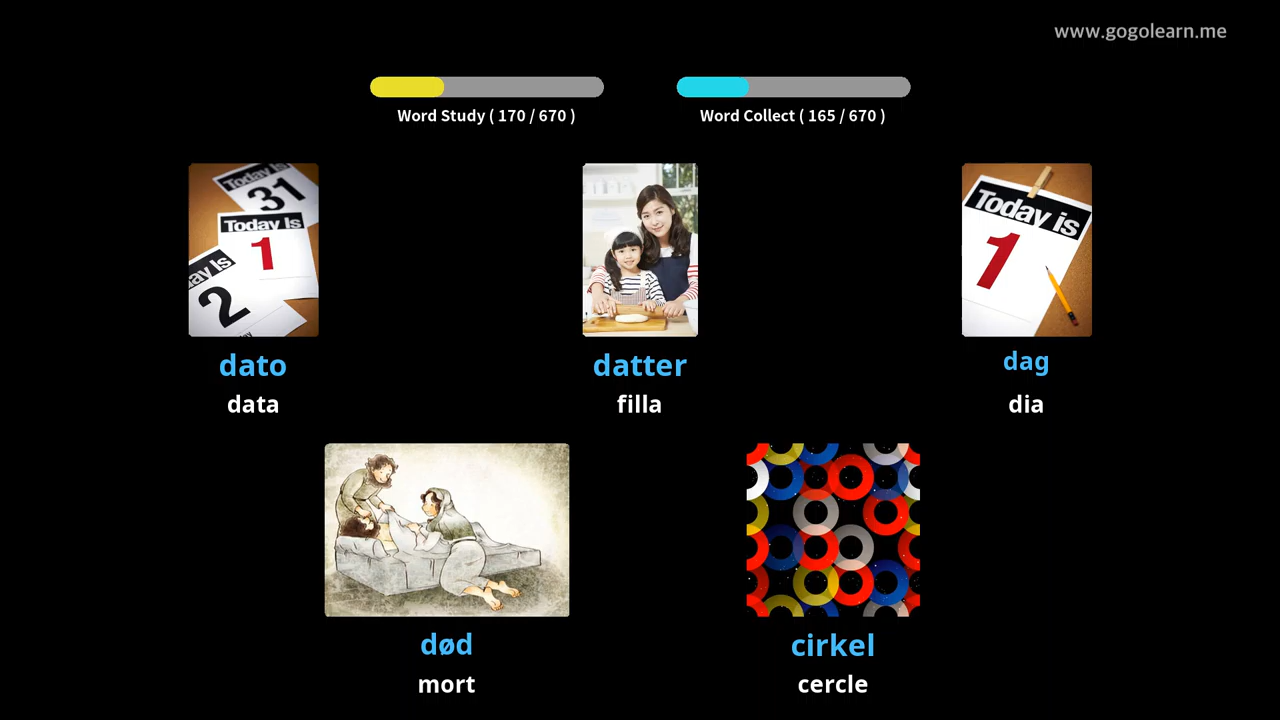 www.gogolearn.me
Word Study ( 170 / 670 )
Word Collect ( 165 / 670 )
Today Is
31
Today Is
1
ay Is
2
Today is
1
dato
datter
dag
data
filla
dia
død
cirkel
mort
cercle